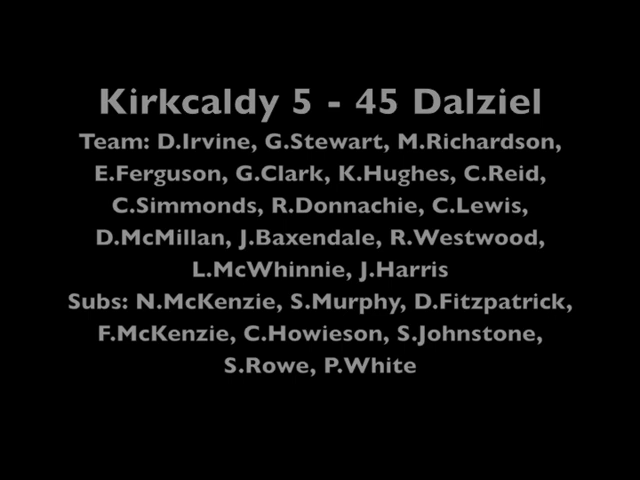 Kirkcaldy 5 - 45 Dalziel
Team: D.Irvine, G.Stewart, M.Richardson,
E.Ferguson, G.Clark, K.Hughes, C.Reid,
C.Simmonds, R.Donnachie, C.Lewis,
D.McMillan, J.Baxendale, R.Westwood,
L.McWhinnie, J.Harris
Subs: N.McKenzie, S.Murphy, D.Fitzpatrick,
F.McKenzie, C.Howieson, S.Johnstone,
S.Rowe, P.White